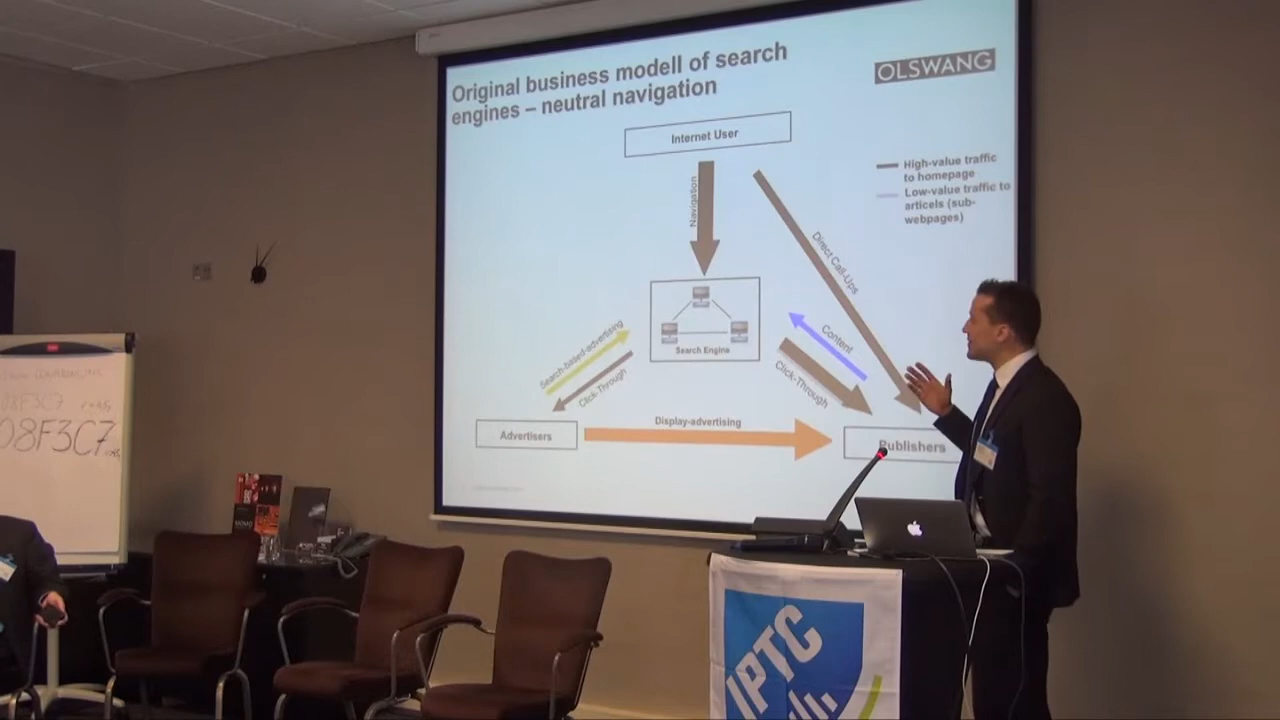 Original business modell of search
engines – neutral navigation
OLSWANG
Internet User
High-value traffic
to homepage
Low-value traffic to
articels (sub-
webpages)
Navigation
Direct Call-Ups
Search Engine
Content
Click-Through
Search-based-advertising
Click-Through
Display-advertising
Advertisers
Publishers
08F3C7
08F3C7
IPTC